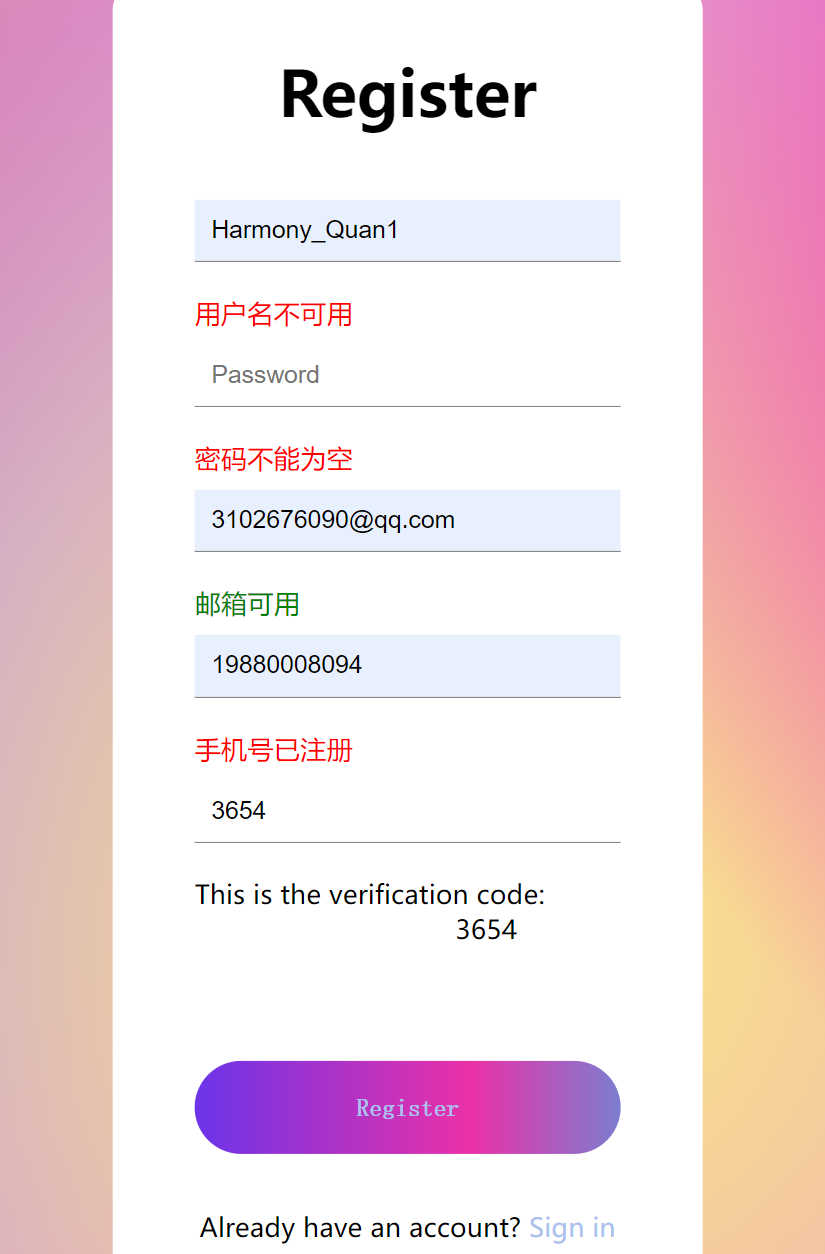 Register
Harmony_Quan1
用户名不可用
Password
密码不能为空
3102676090@qq.com
邮箱可用
19880008094
手机号已注册
3654
This is the verification code:
3654
Register
Already have an account? Sign in